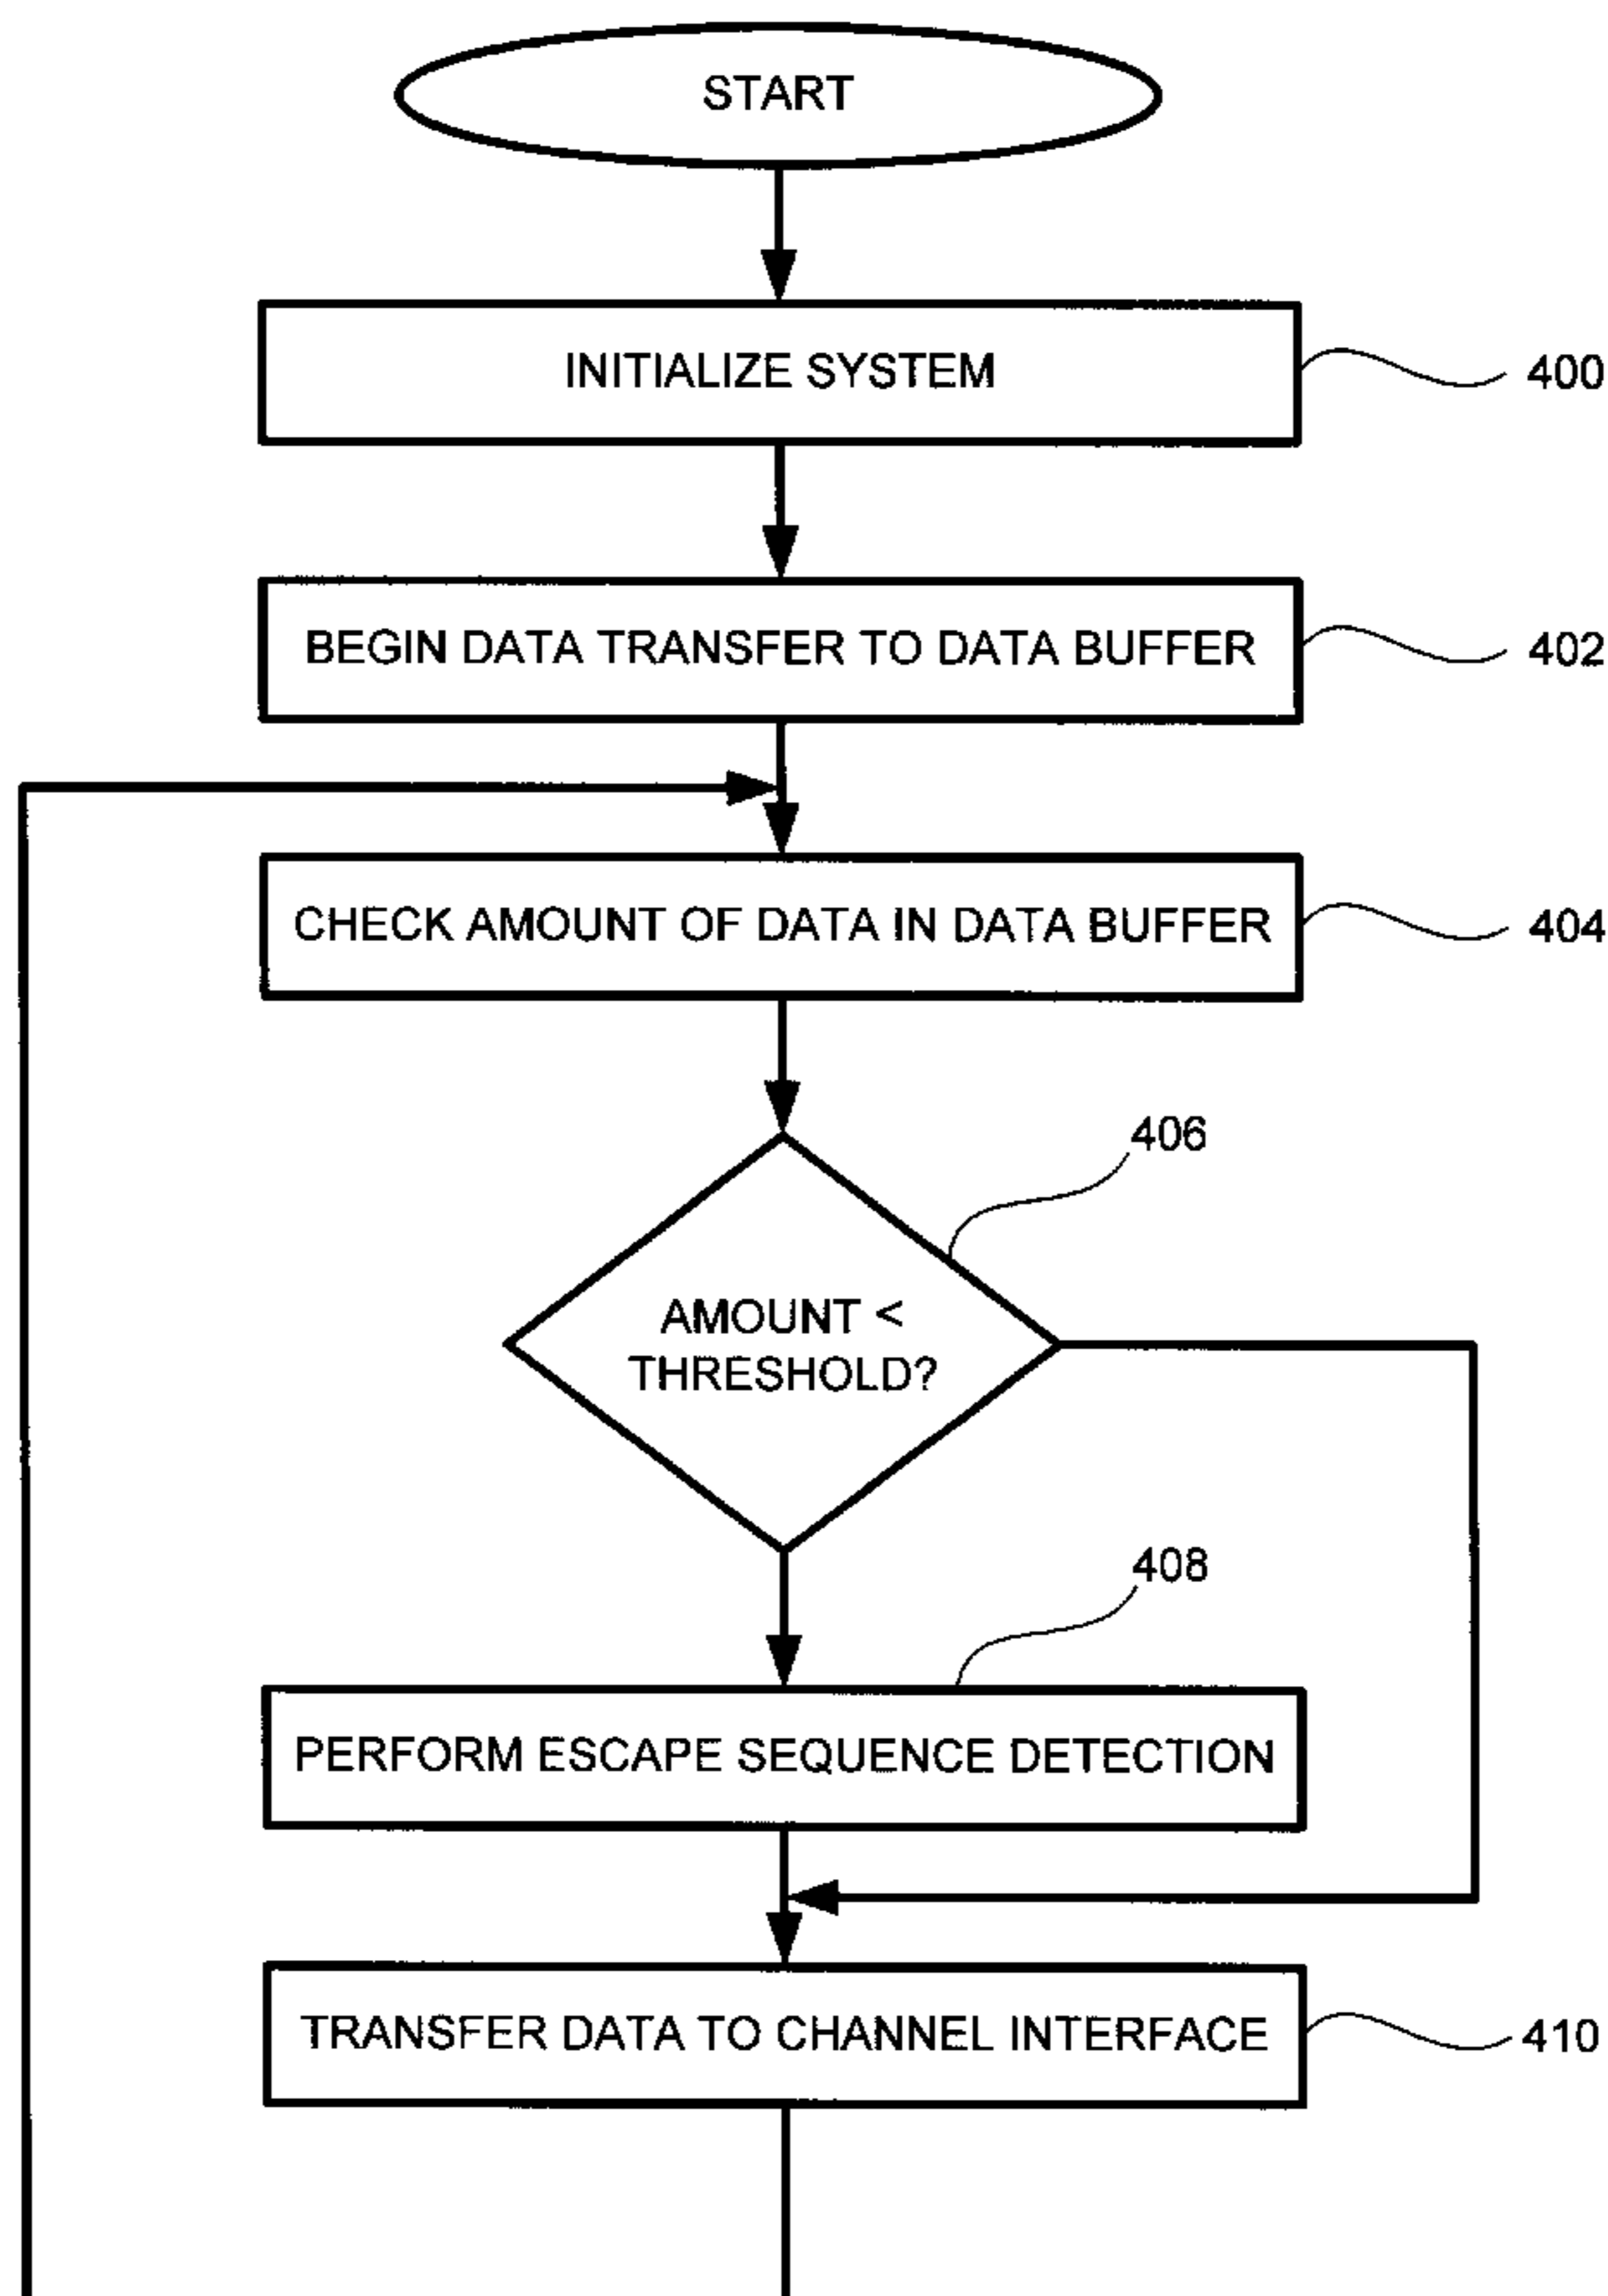 START
INITIALIZE SYSTEM
400
BEGIN DATA TRANSFER TO DATA BUFFER
402
CHECK AMOUNT OF DATA IN DATA BUFFER
404
406
AMOUNT <
THRESHOLD?
408
PERFORM ESCAPE SEQUENCE DETECTION
TRANSFER DATA TO CHANNEL INTERFACE
410